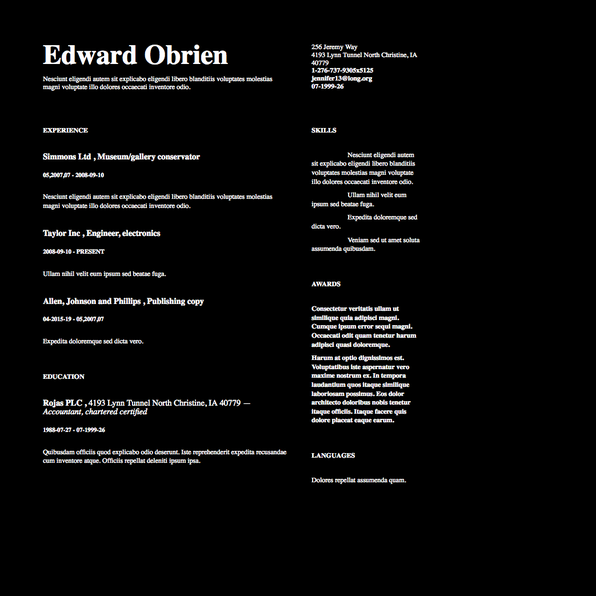 Edward Obrien
Nesciunt eligendi autem sit explicabo eligendi libero blanditiis voluptates molestias
magni voluptate illo dolores occaecati inventore odio.
256 Jeremy Way
4193 Lynn Tunnel North Christine, IA
40779
1-276-737-9305x5125
jennifer13@long.org
07-1999-26
EXPERIENCE
Simmons Ltd , Museum/gallery conservator
05,2007,07 - 2008-09-10
Nesciunt eligendi autem sit explicabo eligendi libero blanditiis voluptates molestias
magni voluptate illo dolores occaecati inventore odio.
Taylor Inc , Engineer, electronics
2008-09-10 - PRESENT
Ullam nihil velit eum ipsum sed beatae fuga.
Allen, Johnson and Phillips , Publishing copy
04-2015-19 - 05,2007,07
Expedita doloremque sed dicta vero.
EDUCATION
Rojas PLC , 4193 Lynn Tunnel North Christine, IA 40779 —
Accountant, chartered certified
1988-07-27 - 07-1999-26
Quibusdam officiis quod explicabo odio deserunt. Iste reprehenderit expedita recusandae
cum inventore atque. Officiis repellat deleniti ipsum ipsa.
SKILLS
Nesciunt eligendi autem
sit explicabo eligendi libero blanditiis
voluptates molestias magni voluptate
illo dolores occaecati inventore odio.
Ullam nihil velit eum
ipsum sed beatae fuga.
Expedita doloremque sed
dicta vero.
Veniam sed ut amet soluta
assumenda quibusdam.
AWARDS
Consectetur veritatis ullam ut
similique quia adipisci magni.
Cumque ipsum error sequi magni.
Occaecati odit quam tenetur harum
adipisci quasi doloremque.
Harum at optio dignissimos est.
Voluptatibus iste aspernatur vero
maxime nostrum ex. In tempora
laudantium quos itaque similique
laboriosam possimus. Eos dolor
architecto doloribus nobis tenetur
itaque officiis. Itaque facere quis
dolore placeat eaque earum.
LANGUAGES
Dolores repellat assumenda quam.